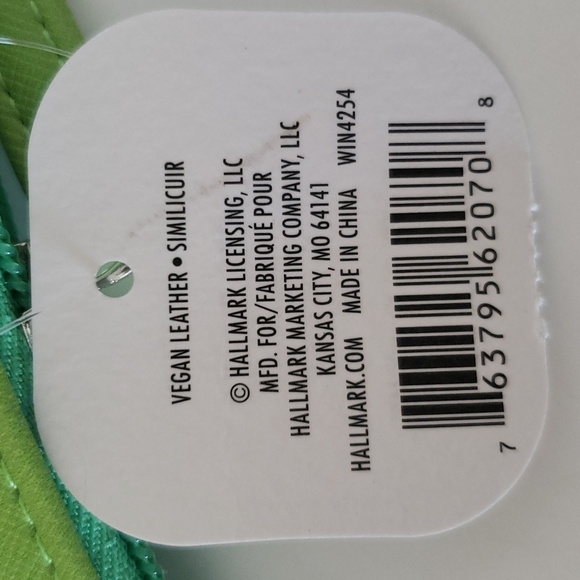 VEGAN LEATHER • SIMILICUIR
© HALLMARK LICENSING, LLC
MFD. FOR/FABRIQUÉ POUR
HALLMARK MARKETING COMPANY, LLC
KANSAS CITY, MO 64141
HALLMARK.COM MADE IN CHINA WIN4254
7 63795 62070 8